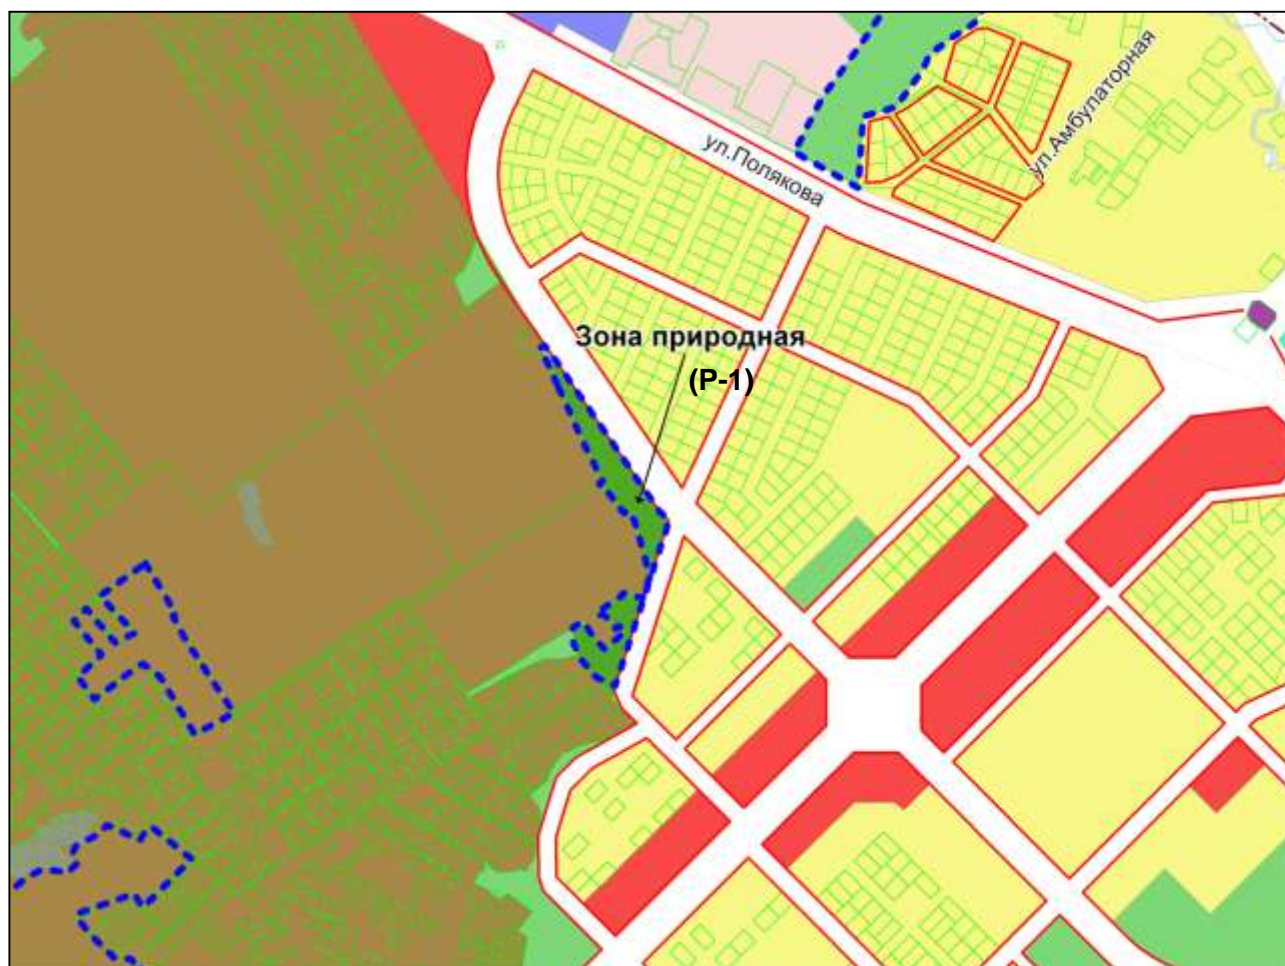 ул.Полякова
ул.Амбулаторная
Зона природная
(Р-1)